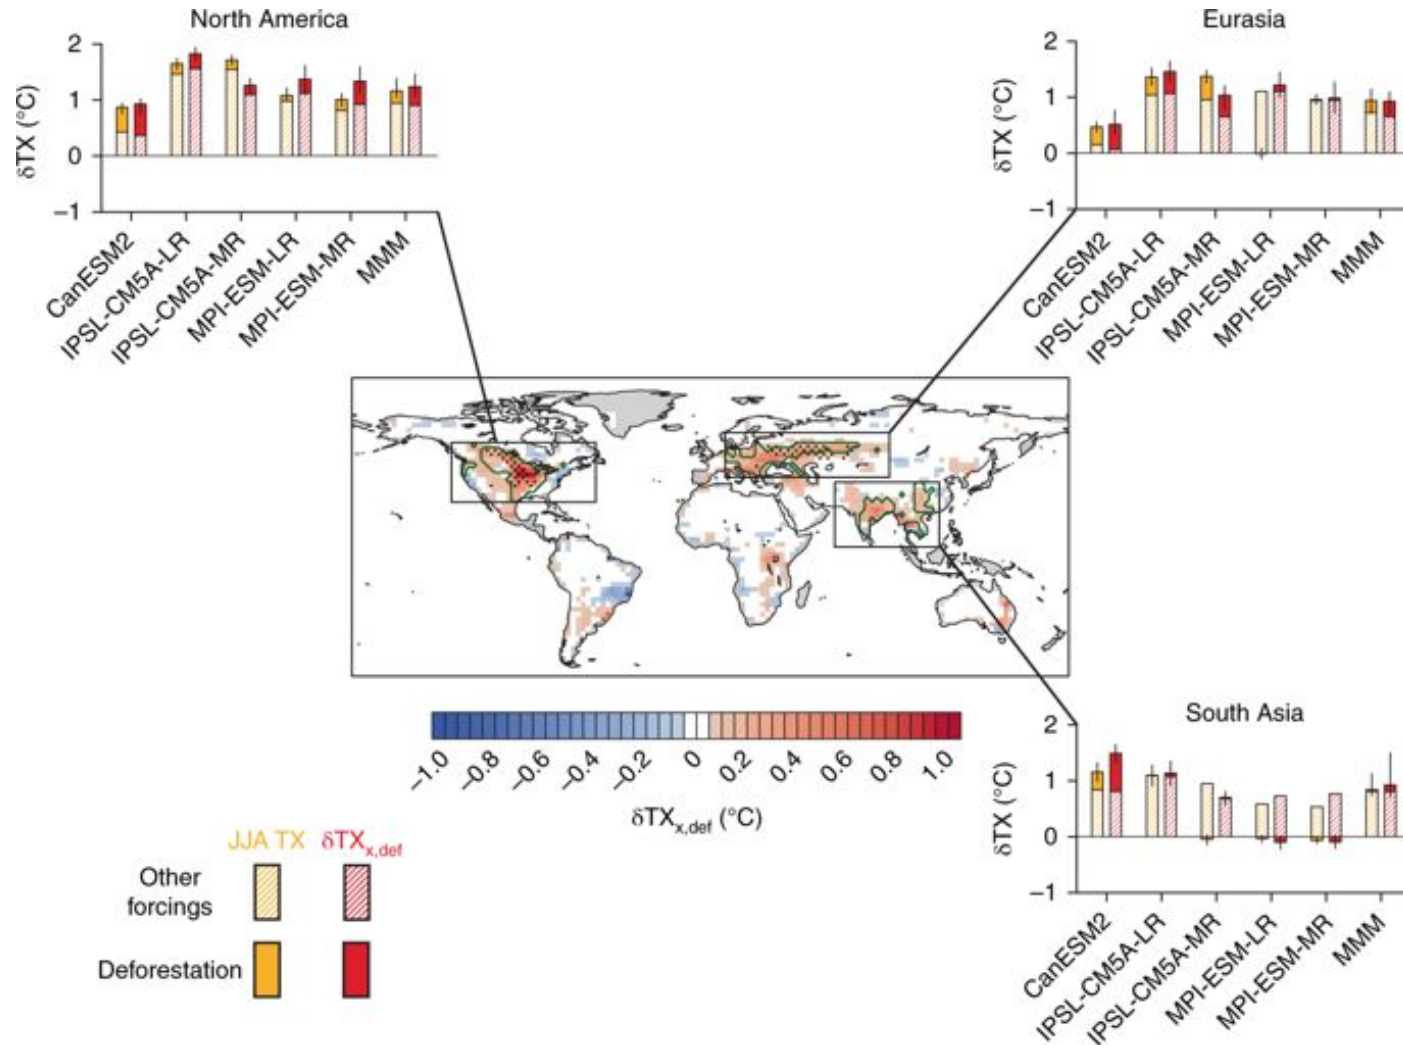 North America
2
1
0
−1
δTX (°C)
CanESM2
IPSL-CM5A-LR
IPSL-CM5A-MR
MPI-ESM-LR
MPI-ESM-MR
MMM
Eurasia
2
1
0
−1
δTX (°C)
CanESM2
IPSL-CM5A-LR
IPSL-CM5A-MR
MPI-ESM-LR
MPI-ESM-MR
MMM
−1.0
−0.8
−0.6
−0.4
−0.2
0
0.2
0.4
0.6
0.8
1.0
δTXx,def (°C)
South Asia
2
1
0
−1
δTX (°C)
CanESM2
IPSL-CM5A-LR
IPSL-CM5A-MR
MPI-ESM-LR
MPI-ESM-MR
MMM
JJA TX
δTXx,def
Other
forcings
Deforestation